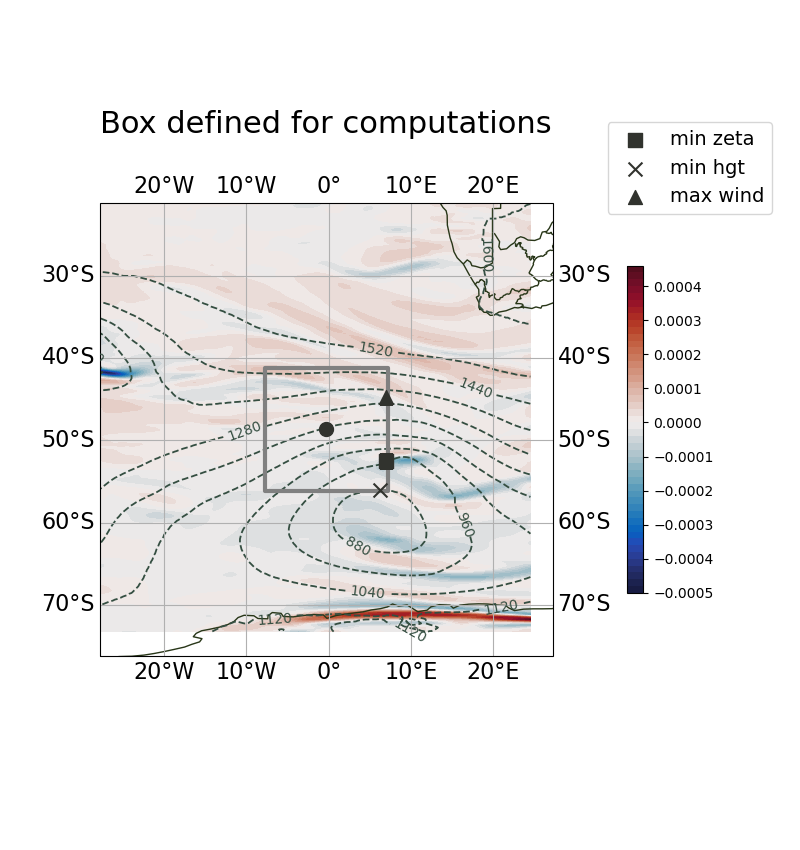 Box defined for computations
min zeta
min hgt
max wind
20°W 10°W 0° 10°E 20°E
30°S 30°S
40°S 40°S
50°S 50°S
60°S 60°S
70°S 70°S
20°W 10°W 0° 10°E 20°E
1600
1520
1440
1280
960
880
1040
1120
1120
1120
0.0004
0.0003
0.0002
0.0001
0.0000
−0.0001
−0.0002
−0.0003
−0.0004
−0.0005